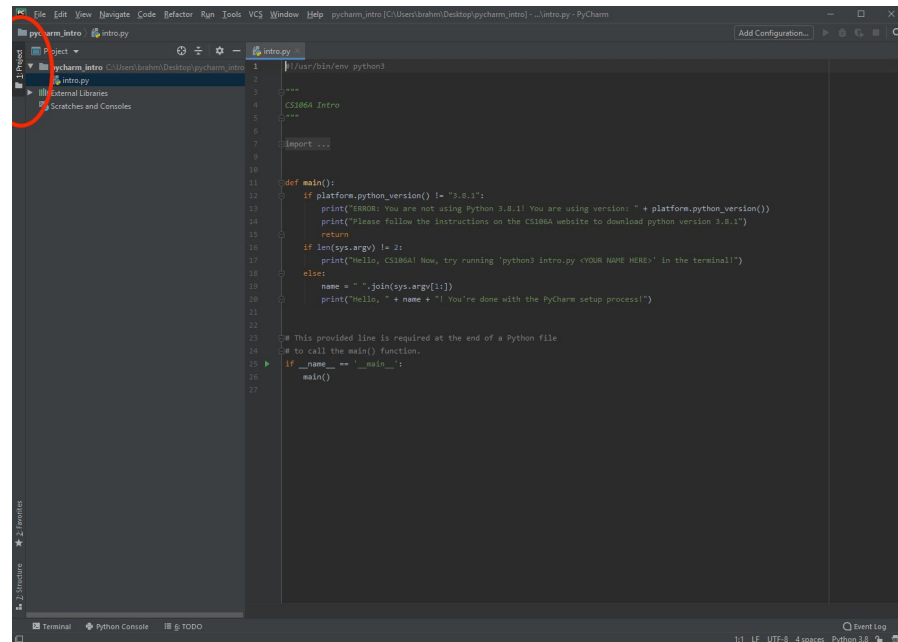 PC File Edit View Navigate Code Refactor Run Tools VCS Window Help pycharm_intro [C:\Users\brahm\Desktop\pycharm_intro] - ...\intro.py - PyCharm
pycharm_intro intro.py Add Configuration...
1: Project
Project
intro.py
pycharm_intro C:\Users\brahm\Desktop\pycharm_intro
intro.py
External Libraries
Scratches and Consoles
1 #!/usr/bin/env python3
2
3 """
4 CS106A Intro
5 """
6
7 import ...
9
10
11 def main():
12 if platform.python_version() != "3.8.1":
13 print("ERROR: You are not using Python 3.8.1! You are using version: " + platform.python_version())
14 print("Please follow the instructions on the CS106A website to download python version 3.8.1")
15 return
16 if len(sys.argv) != 2:
17 print("Hello, CS106A! Now, try running 'python3 intro.py <YOUR NAME HERE>' in the terminal!")
18 else:
19 name = " ".join(sys.argv[1:])
20 print("Hello, " + name + "! You're done with the PyCharm setup process!")
21
22
23 # This provided line is required at the end of a Python file
24 # to call the main() function.
25 if __name__ == '__main__':
26 main()
27
2: Favorites
Z: Structure
Terminal Python Console 6: TODO Event Log
1:1 LF UTF-8 4 spaces Python 3.8